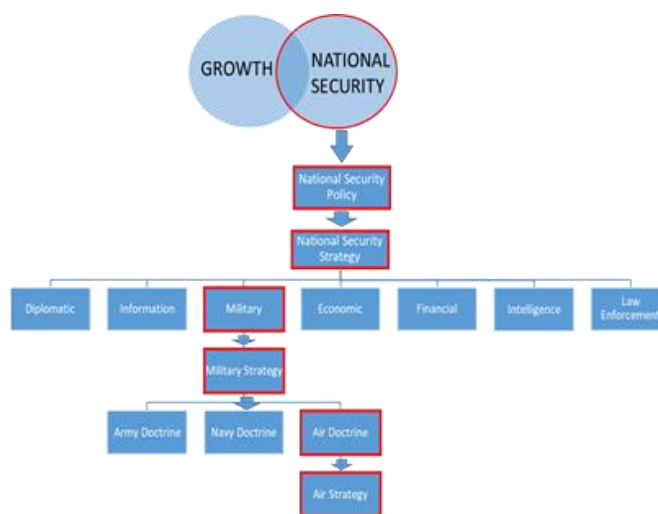 GROWTH
NATIONAL
SECURITY
National Security
Policy
National Security
Strategy
Diplomatic
Information
Military
Economic
Financial
Intelligence
Law
Enforcement
Military Strategy
Army Doctrine
Navy Doctrine
Air Doctrine
Air Strategy